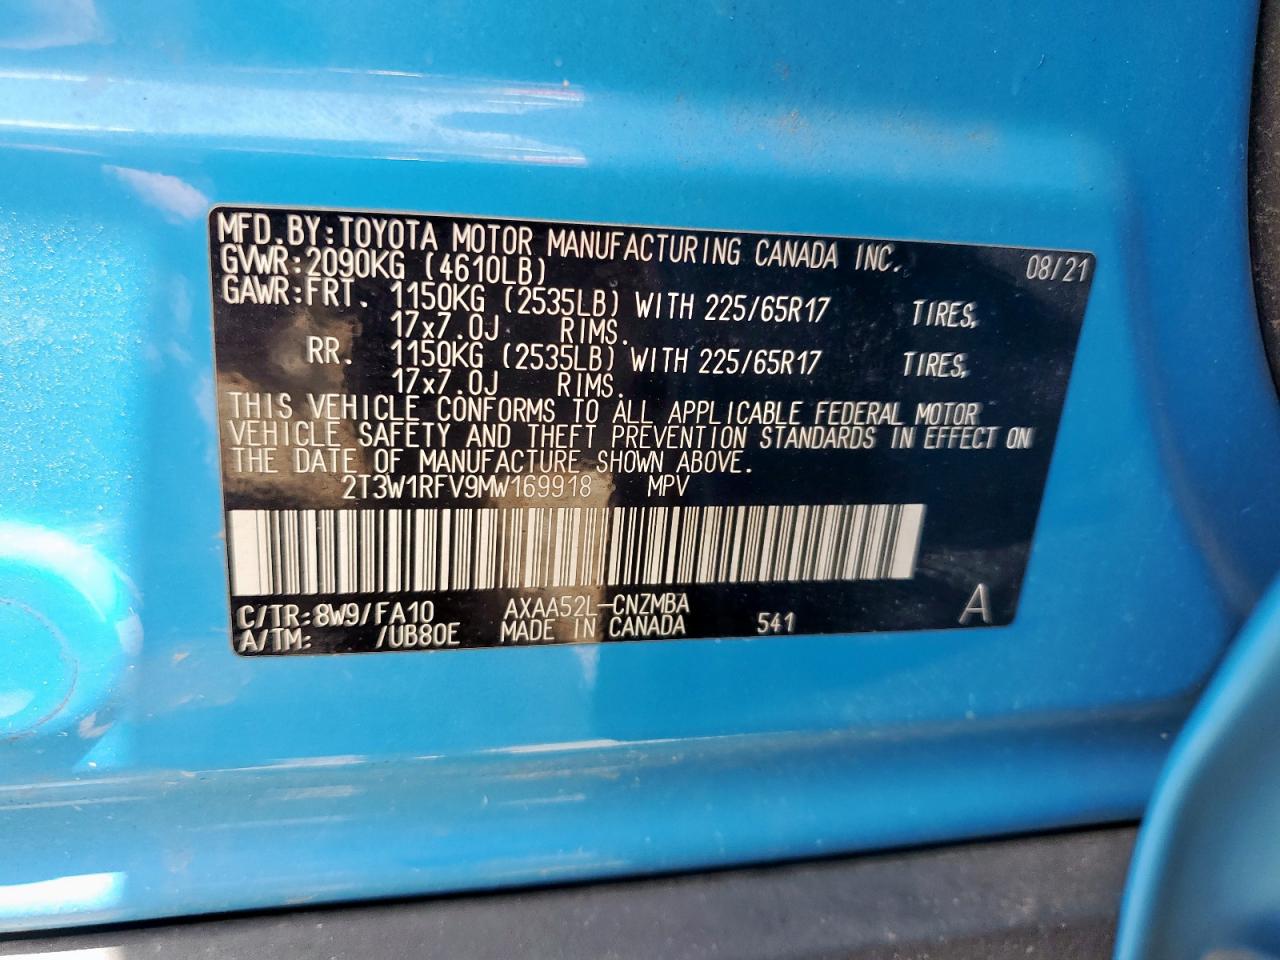 MFD. BY: TOYOTA MOTOR MANUFACTURING CANADA INC. 08/21
GVWR: 2090KG (4610LB)
GAWR: FRT. 1150KG (2535LB) WITH 225/65R17 TIRES,
17x7.0J RIMS.
RR. 1150KG (2535LB) WITH 225/65R17 TIRES,
17x7.0J RIMS.
THIS VEHICLE CONFORMS TO ALL APPLICABLE FEDERAL MOTOR
VEHICLE SAFETY AND THEFT PREVENTION STANDARDS IN EFFECT ON
THE DATE OF MANUFACTURE SHOWN ABOVE.
2T3W1RFV9MW169918 MPV
C/TR: 8W9/FA10 AXAA52L-CNZMBA A
A/TM: /UB80E MADE IN CANADA 541